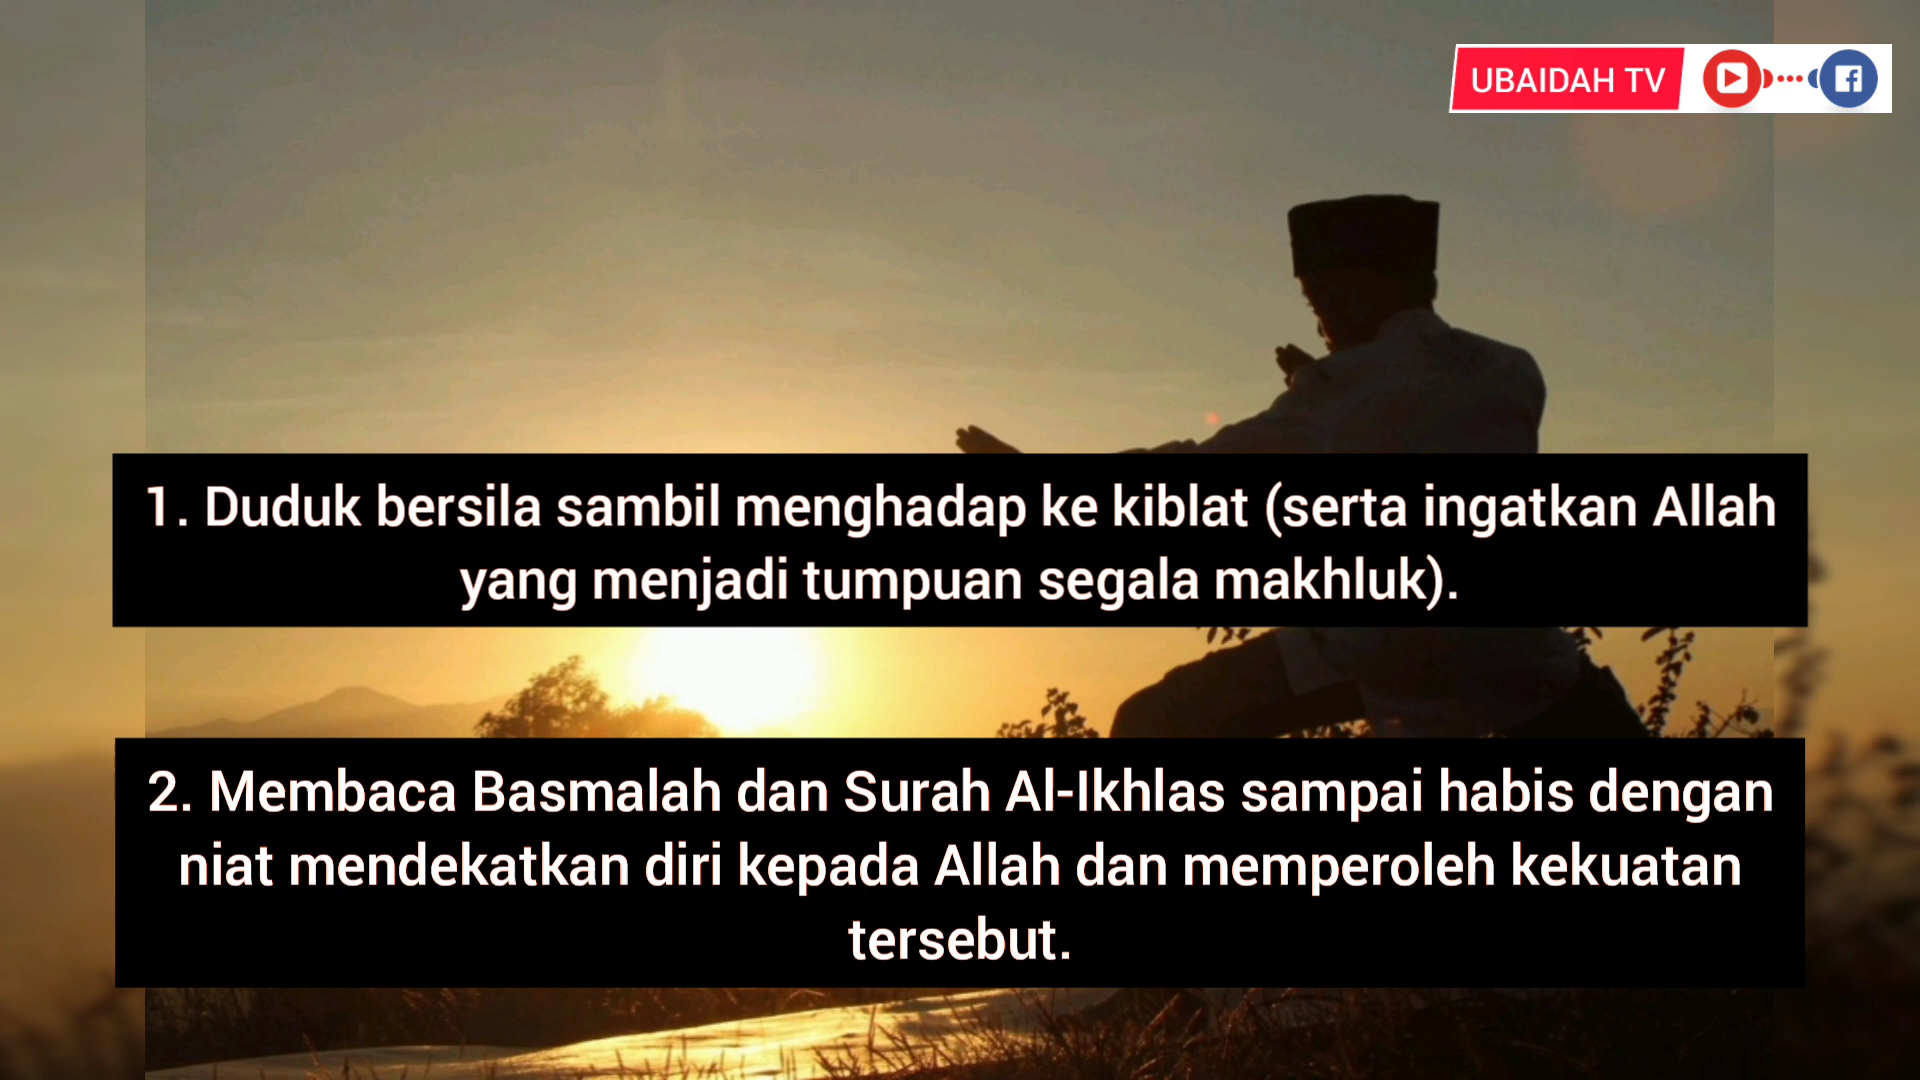 UBAIDAH TV
1. Duduk bersila sambil menghadap ke kiblat (serta ingatkan Allah
yang menjadi tumpuan segala makhluk).
2. Membaca Basmalah dan Surah Al-Ikhlas sampai habis dengan
niat mendekatkan diri kepada Allah dan memperoleh kekuatan
tersebut.